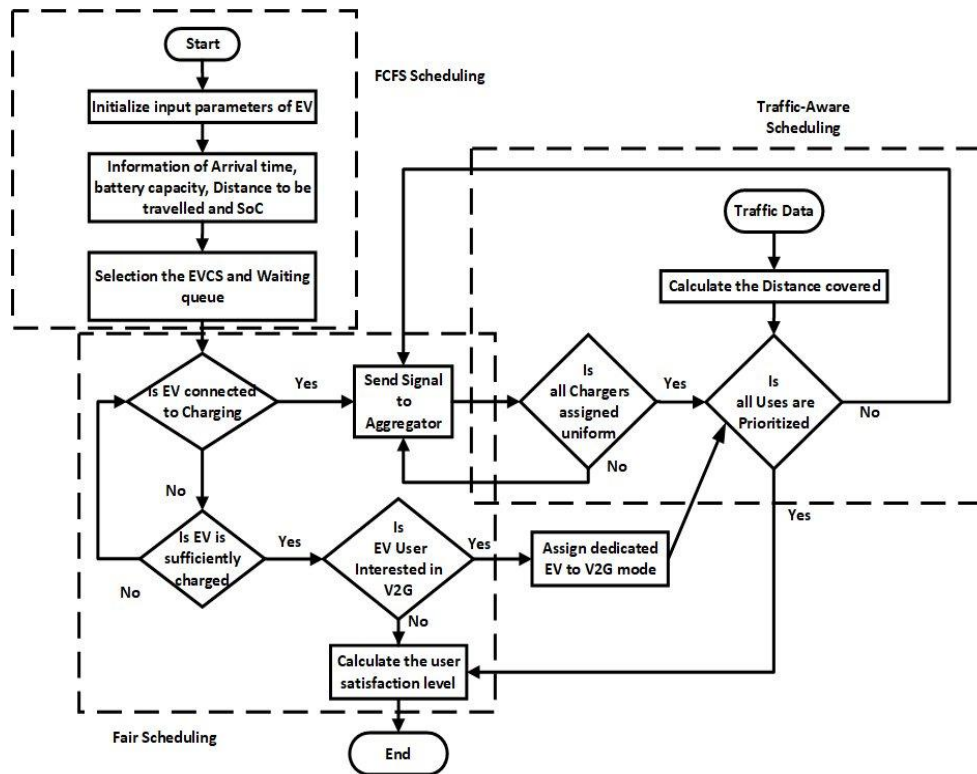 Start
FCFS Scheduling
Initialize input parameters of EV
Information of Arrival time,
battery capacity, Distance to be
travelled and SoC
Selection the EVCS and Waiting
queue
Traffic-Aware
Scheduling
Traffic Data
Calculate the Distance covered
Is EV connected
to Charging
Yes
Send Signal
to
Aggregator
Is
all Chargers
assigned
uniform
Yes
No
Is
all Uses are
Prioritized
No
Yes
No
Is EV is
sufficiently
charged
No
Yes
Is
EV User
Interested in
V2G
Yes
No
Assign dedicated
EV to V2G mode
Calculate the user
satisfaction level
Fair Scheduling
End